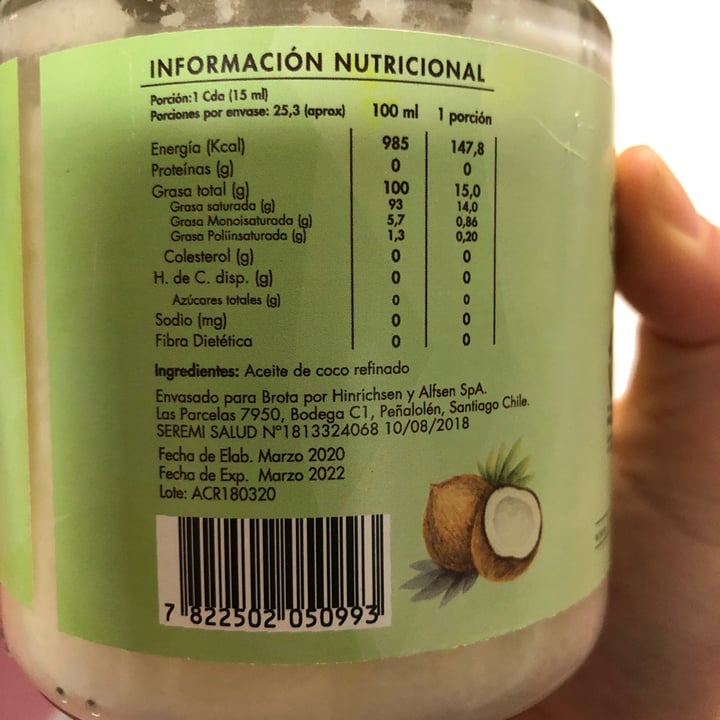 INFORMACIÓN NUTRICIONAL
Porción:1 Cda (15 ml)
Porciones por envase: 25,3 (aprox) 100 ml 1 porción
Energía (Kcal) 985 147,8
Proteínas (g) 0 0
Grasa total (g) 100 15,0
Grasa saturada (g) 93 14,0
Grasa Monoisaturada (g) 5,7 0,86
Grasa Poliinsaturada (g) 1,3 0,20
Colesterol (g) 0 0
H. de C. disp. (g) 0 0
Azúcares totales (g) 0 0
Sodio (mg) 0 0
Fibra Dietética 0 0
Ingredientes: Aceite de coco refinado
Envasado para Brota por Hinrichsen y Alfsen SpA.
Las Parcelas 7950, Bodega C1, Peñalolén, Santiago Chile.
SEREMI SALUD N°1813324068 10/08/2018
Fecha de Elab. Marzo 2020
Fecha de Exp. Marzo 2022
Lote: ACR180320
7 822502 050993